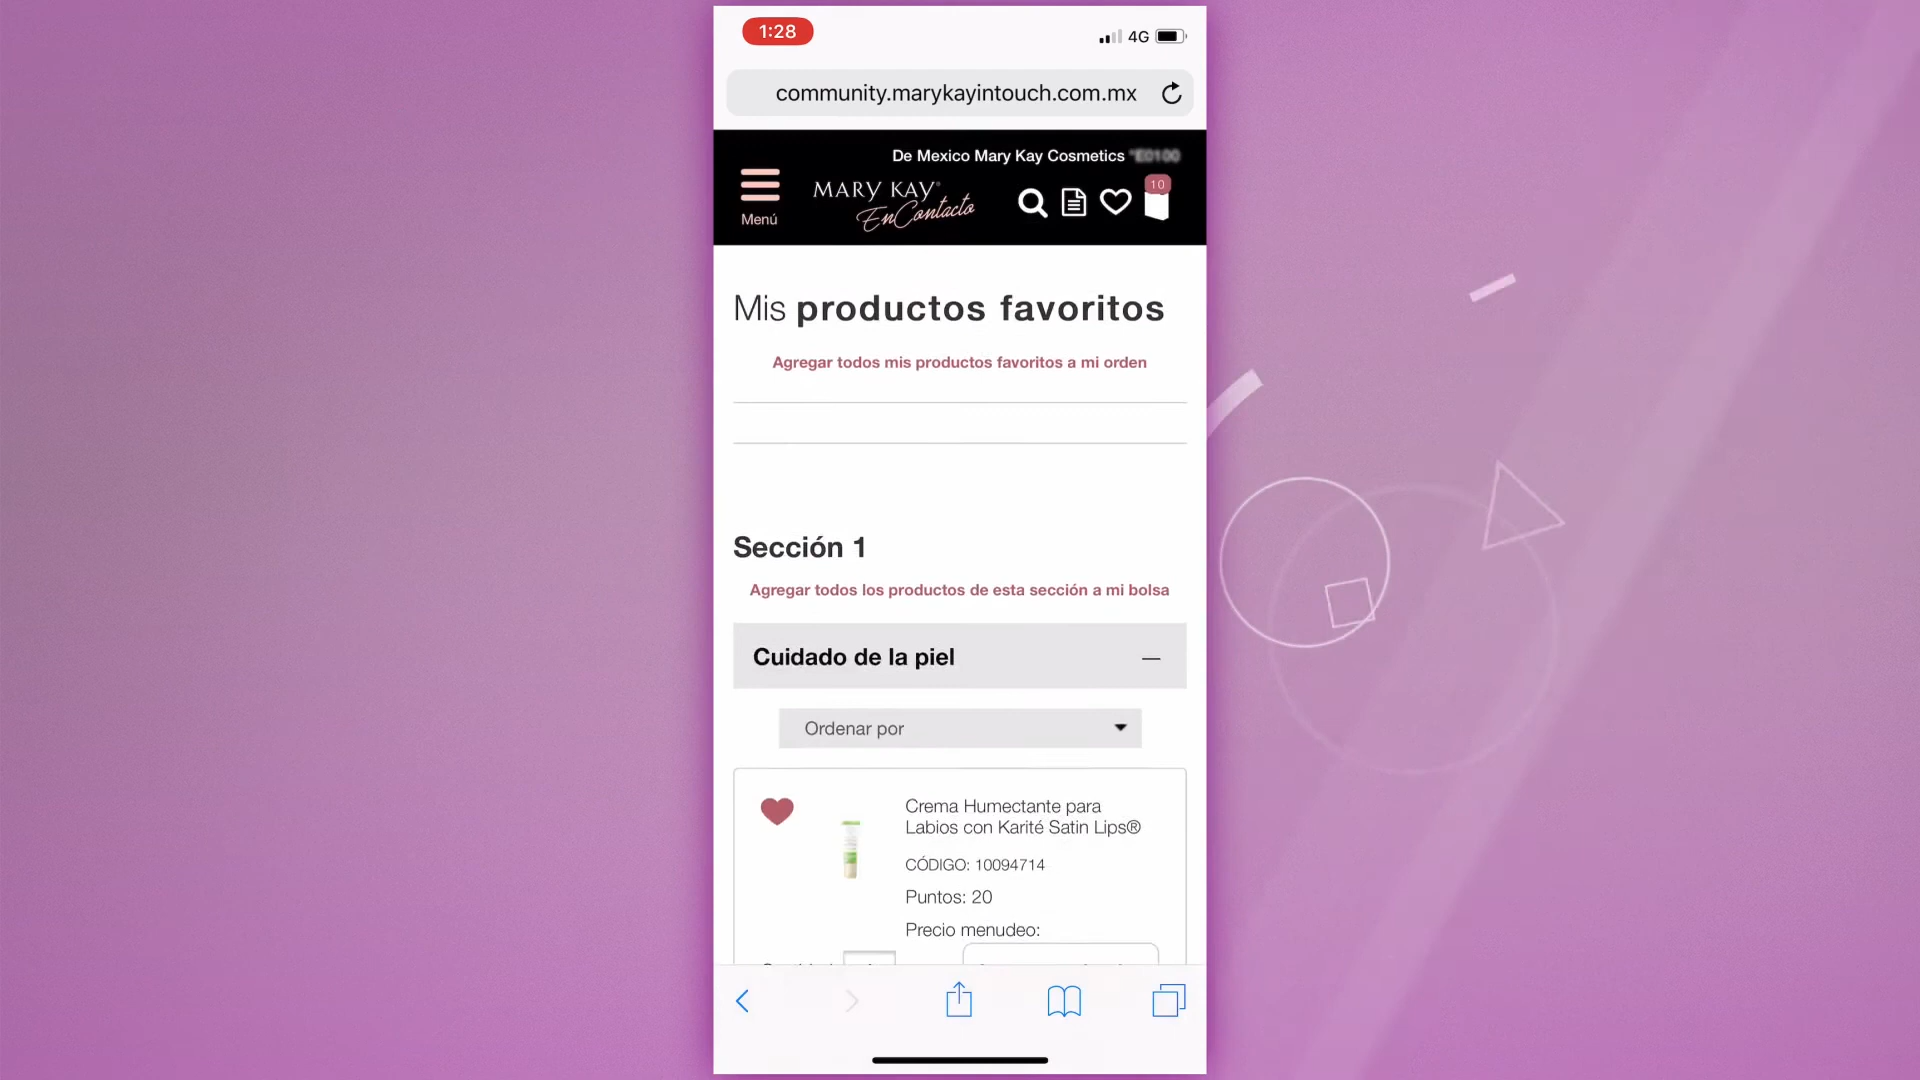 1:28
4G
community.marykayintouch.com.mx
De Mexico Mary Kay Cosmetics
10
MARY KAY®
EnContacto
Menú
Mis productos favoritos
Agregar todos mis productos favoritos a mi orden
Sección 1
Agregar todos los productos de esta sección a mi bolsa
Cuidado de la piel
Ordenar por
Crema Humectante para
Labios con Karité Satin Lips®
CÓDIGO: 10094714
Puntos: 20
Precio menudeo: